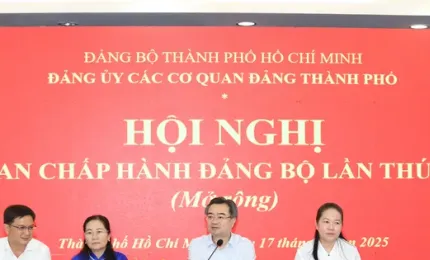 ĐẢNG BỘ THÀNH PHỐ HỒ CHÍ MINH
ĐẢNG ỦY CÁC CƠ QUAN ĐẢNG THÀNH PHỐ
HỘI NGHỊ
AN CHẤP HÀNH ĐẢNG BỘ LẦN THỨ
(Mở rộng)
Phố Hồ Chí M 17 2025